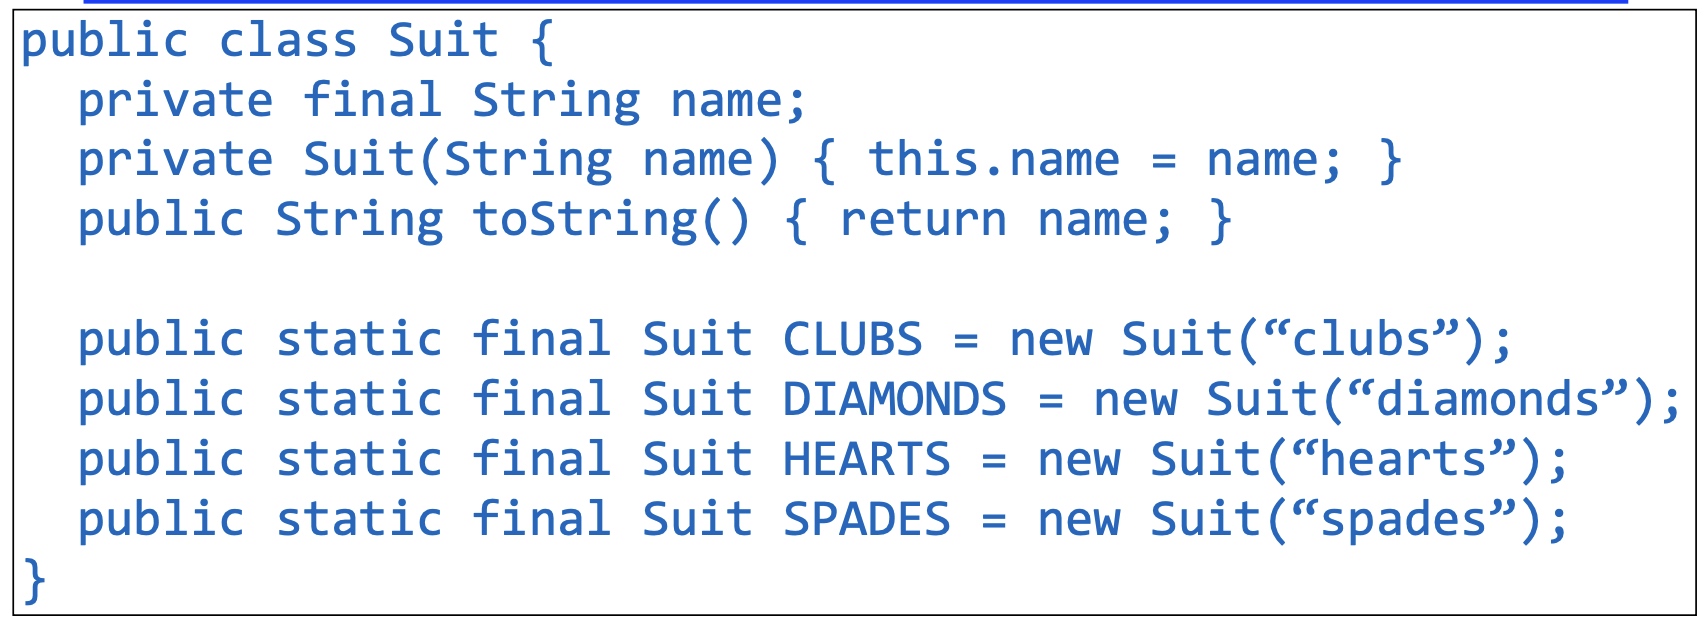 public class Suit {
  private final String name;
  private Suit(String name) { this.name = name; }
  public String toString() { return name; }

  public static final Suit CLUBS = new Suit(“clubs”);
  public static final Suit DIAMONDS = new Suit(“diamonds”);
  public static final Suit HEARTS = new Suit(“hearts”);
  public static final Suit SPADES = new Suit(“spades”);
}